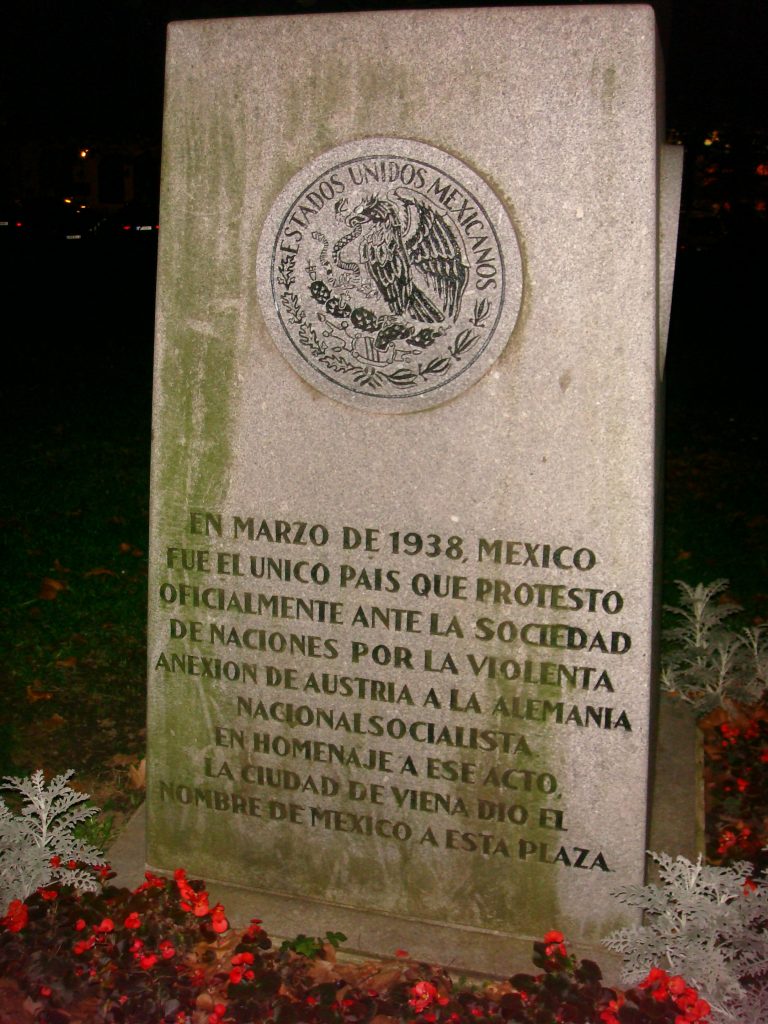 ESTADOS UNIDOS MEXICANOS
EN MARZO DE 1938, MEXICO
FUE EL UNICO PAIS QUE PROTESTO
OFICIALMENTE ANTE LA SOCIEDAD
DE NACIONES POR LA VIOLENTA
ANEXION DE AUSTRIA A LA ALEMANIA
NACIONALSOCIALISTA.
EN HOMENAJE A ESE ACTO,
LA CIUDAD DE VIENA DIO EL
NOMBRE DE MEXICO A ESTA PLAZA